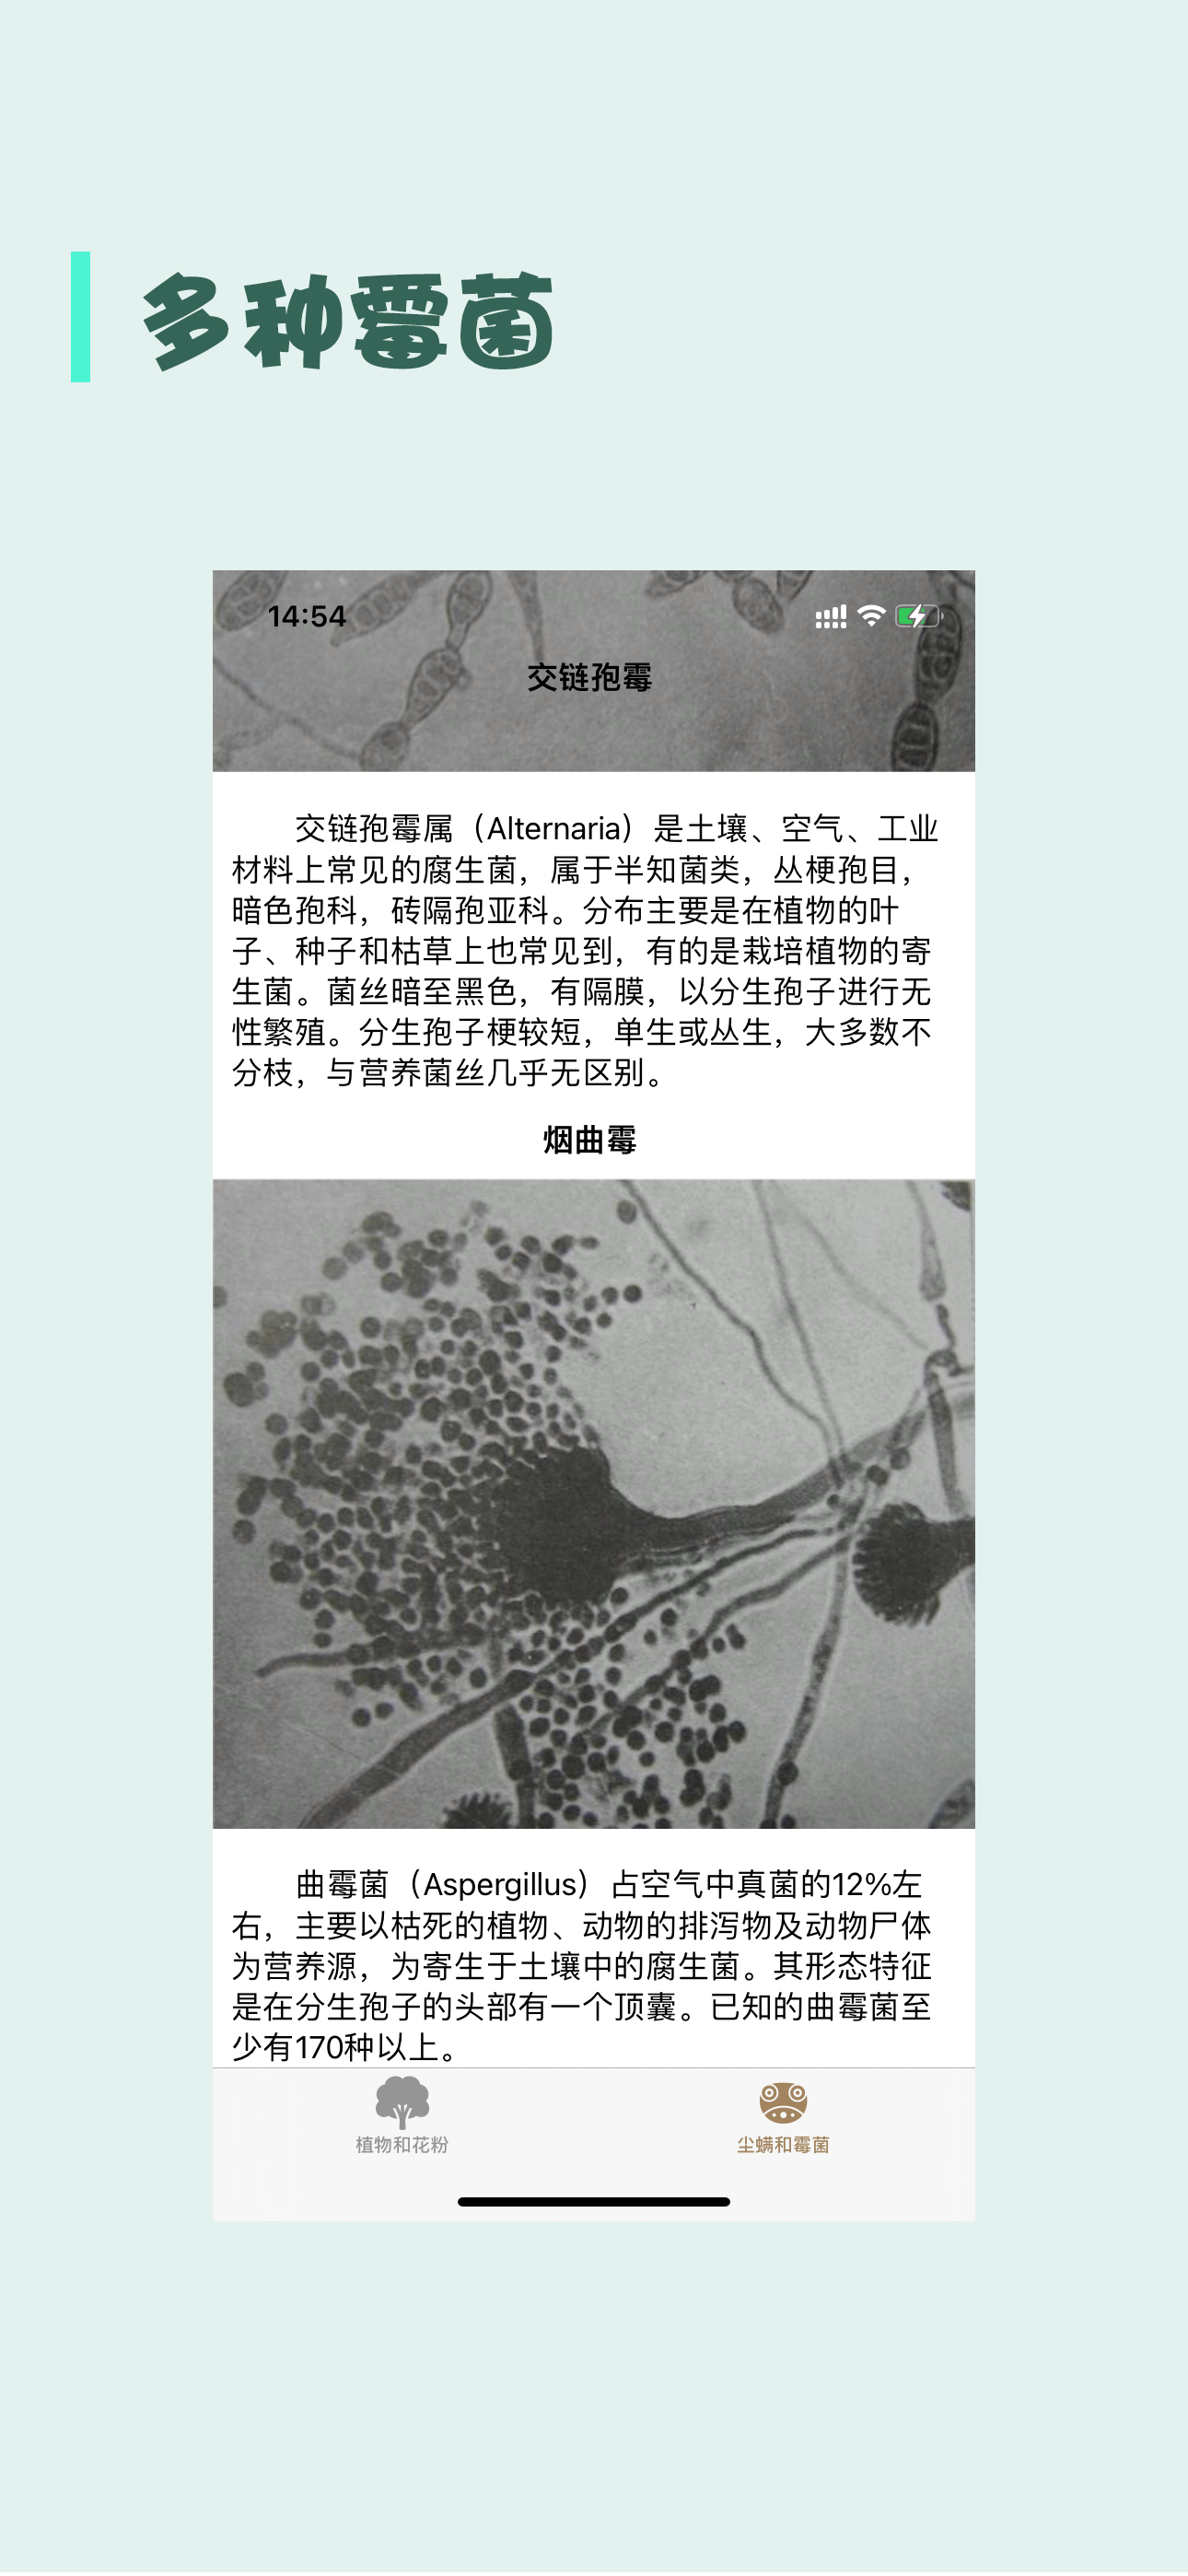 多种霉菌
14:54
交链孢霉
交链孢霉属（Alternaria）是土壤、空气、工业
材料上常见的腐生菌，属于半知菌类，丛梗孢目，
暗色孢科，砖隔孢亚科。分布主要是在植物的叶
子、种子和枯草上也常见到，有的是栽培植物的寄
生菌。菌丝暗至黑色，有隔膜，以分生孢子进行无
性繁殖。分生孢子梗较短，单生或丛生，大多数不
分枝，与营养菌丝几乎无区别。
烟曲霉
曲霉菌（Aspergillus）占空气中真菌的12%左
右，主要以枯死的植物、动物的排泻物及动物尸体
为营养源，为寄生于土壤中的腐生菌。其形态特征
是在分生孢子的头部有一个顶囊。已知的曲霉菌至
少有170种以上。
植物和花粉
尘螨和霉菌